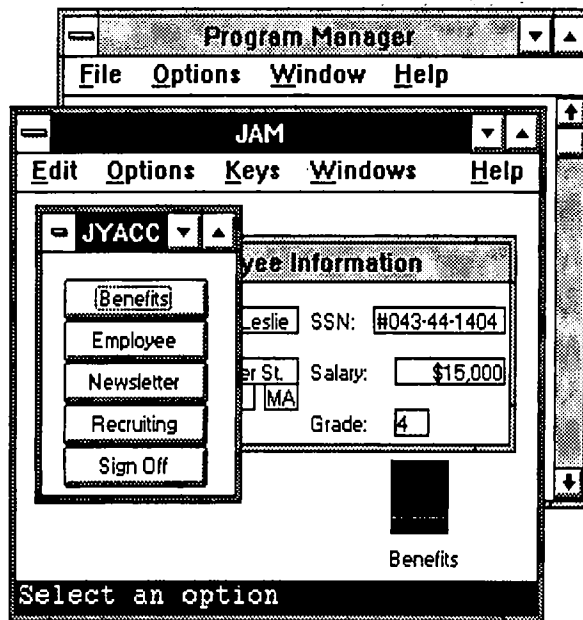 Program Manager
File Options Window Help
JAM
Edit Options Keys Windows Help
JYACC
yee Information
Benefits
Employee
Newsletter
Recruiting
Sign Off
Leslie SSN: #043-44-1404
er St. Salary: $15,000
MA
Grade: 4
Benefits
Select an option